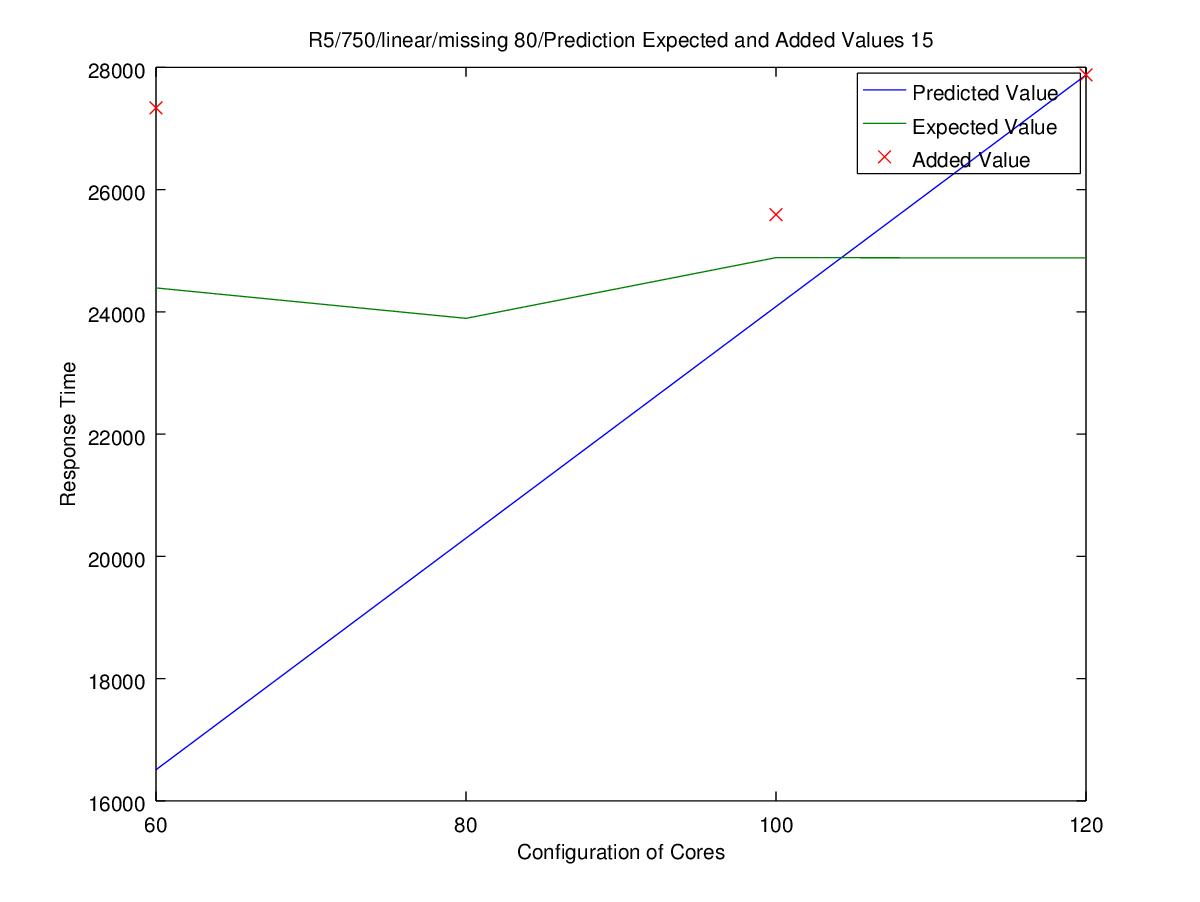 R5/750/linear/missing 80/Prediction Expected and Added Values 15
28000
26000
24000
22000
20000
18000
16000
Response Time
Predicted Value
Expected Value
Added Value
60
80
100
120
Configuration of Cores